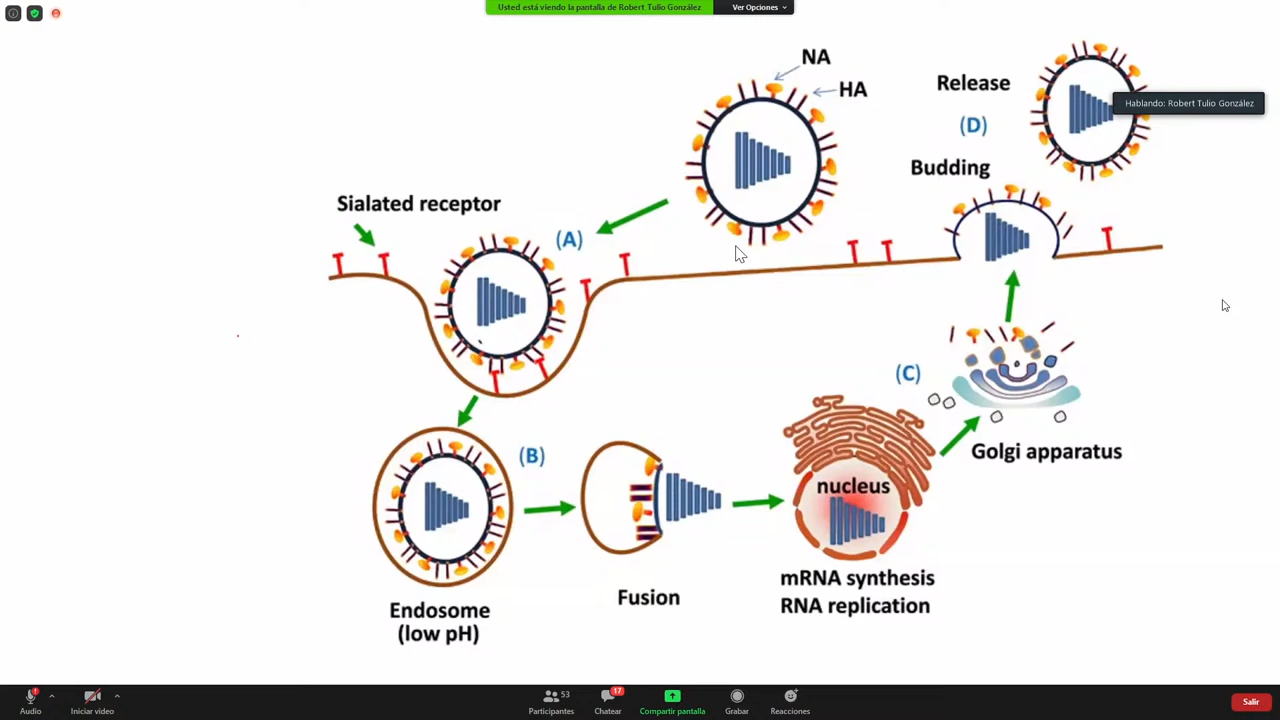 Usted está viendo la pantalla de Robert Tulio González
Ver Opciones
NA
HA
Release
(D)
Hablando: Robert Tulio González
Budding
Sialated receptor
(A)
(C)
Golgi apparatus
(B)
nucleus
Endosome
(low pH)
Fusion
mRNA synthesis
RNA replication
Audio
Iniciar video
53
Participantes
17
Chatear
Compartir pantalla
Grabar
Reacciones
Salir